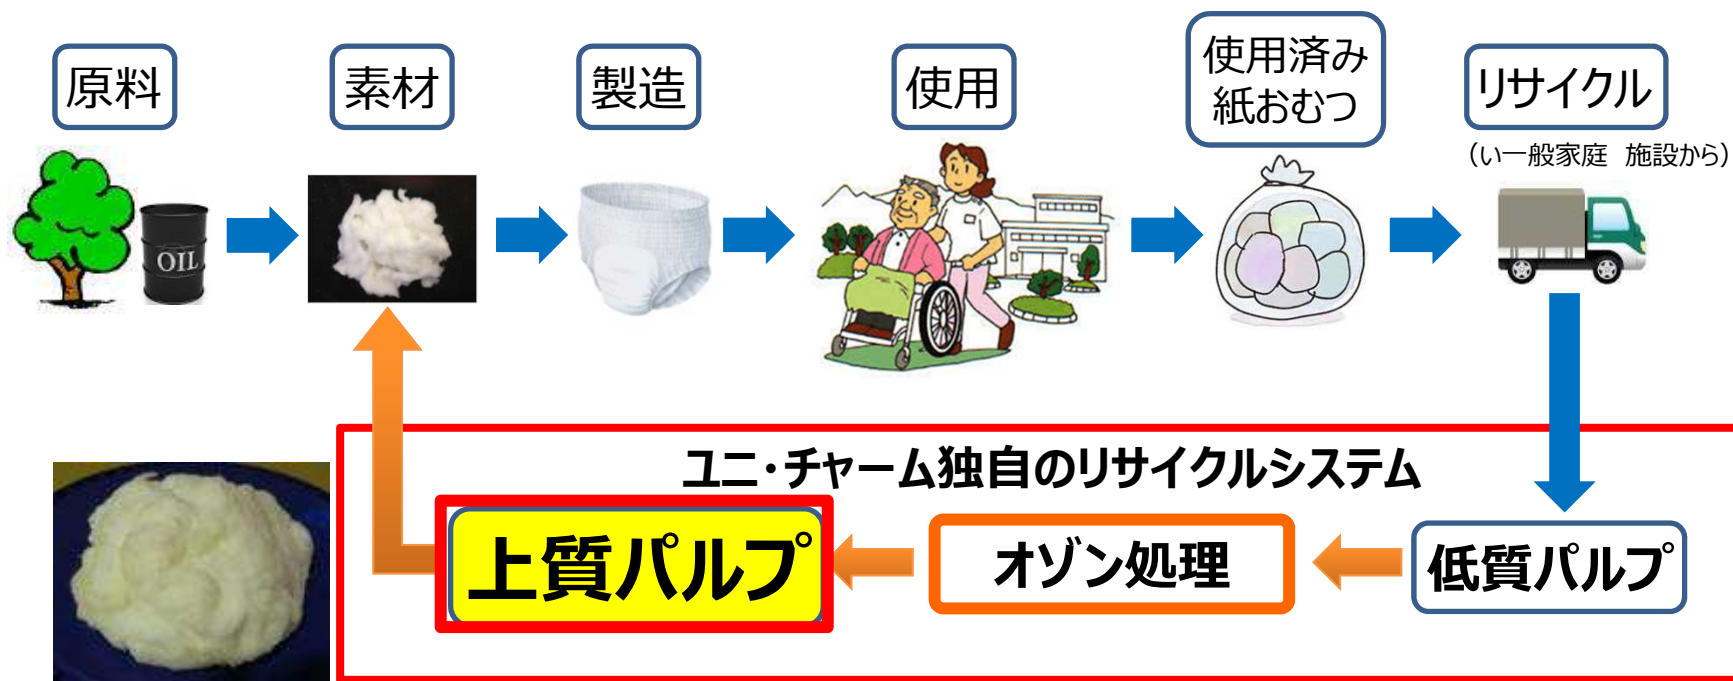 原料
素材
製造
使用
使用済み
紙おむつ
リサイクル
(い一般家庭　施設から)
OIL
ユニ・チャーム独自のリサイクルシステム
上質パルプ
オゾン処理
低質パルプ